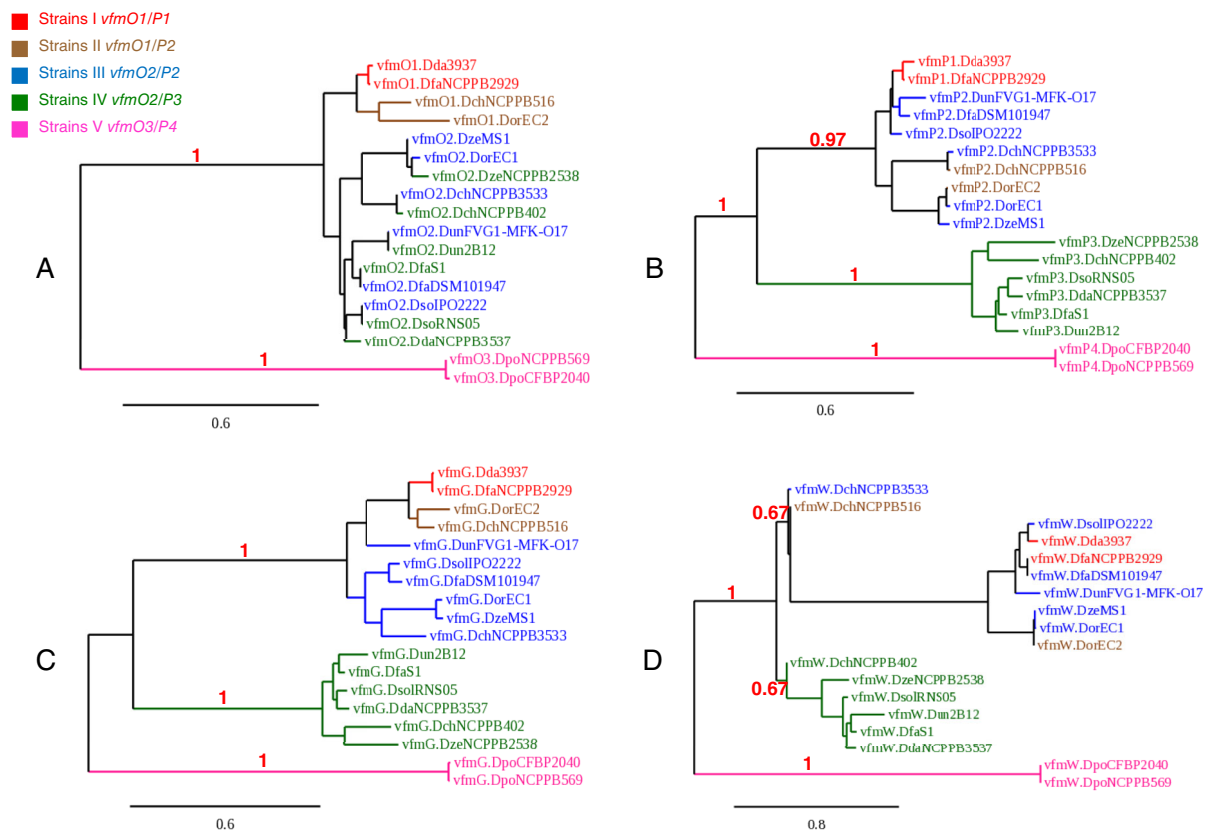 Strains I vfmO1/P1
Strains II vfmO1/P2
Strains III vfmO2/P2
Strains IV vfmO2/P3
Strains V vfmO3/P4
A
1
1
vfmO1.Dda3937
vfmO1.DfaNCPPB2929
vfmO1.DchNCPPB516
vfmO1.DorEC2
vfmO2.DzeMS1
vfmO2.DorEC1
vfmO2.DzeNCPPB2538
vfmO2.DchNCPPB3533
vfmO2.DchNCPPB402
vfmO2.DunFVG1-MFK-O17
vfmO2.Dun2B12
vfmO2.DfaS1
vfmO2.DfaDSM101947
vfmO2.DsoIPO2222
vfmO2.DsoRNS05
vfmO2.DdaNCPPB3537
vfmO3.DpoNCPPB569
vfmO3.DpoCFBP2040
0.6
B
0.97
1
1
1
vfmP1.Dda3937
vfmP1.DfaNCPPB2929
vfmP2.DunFVG1-MFK-O17
vfmP2.DfaDSM101947
vfmP2.DsoIPO2222
vfmP2.DchNCPPB3533
vfmP2.DchNCPPB516
vfmP2.DorEC2
vfmP2.DorEC1
vfmP2.DzeMS1
vfmP3.DzeNCPPB2538
vfmP3.DchNCPPB402
vfmP3.DsoRNS05
vfmP3.DdaNCPPB3537
vfmP3.DfaS1
vfmP3.Dun2B12
vfmP4.DpoCFBP2040
vfmP4.DpoNCPPB569
0.6
C
1
1
1
vfmG.Dda3937
vfmG.DfaNCPPB2929
vfmG.DorEC2
vfmG.DchNCPPB516
vfmG.DunFVG1-MFK-O17
vfmG.DsolIPO2222
vfmG.DfaDSM101947
vfmG.DorEC1
vfmG.DzeMS1
vfmG.DchNCPPB3533
vfmG.Dun2B12
vfmG.DfaS1
vfmG.DsolRNS05
vfmG.DdaNCPPB3537
vfmG.DchNCPPB402
vfmG.DzeNCPPB2538
vfmG.DpoCFBP2040
vfmG.DpoNCPPB569
0.6
D
0.67
1
0.67
1
vfmW.DchNCPPB3533
vfmW.DchNCPPB516
vfmW.DsolIPO2222
vfmW.Dda3937
vfmW.DfaNCPPB2929
vfmW.DfaDSM101947
vfmW.DunFVG1-MFK-O17
vfmW.DzeMS1
vfmW.DorEC1
vfmW.DorEC2
vfmW.DchNCPPB402
vfmW.DzeNCPPB2538
vfmW.DsolRNS05
vfmW.Dun2B12
vfmW.DfaS1
vfmW.DdaNCPPB3537
vfmW.DpoCFBP2040
vfmW.DpoNCPPB569
0.8